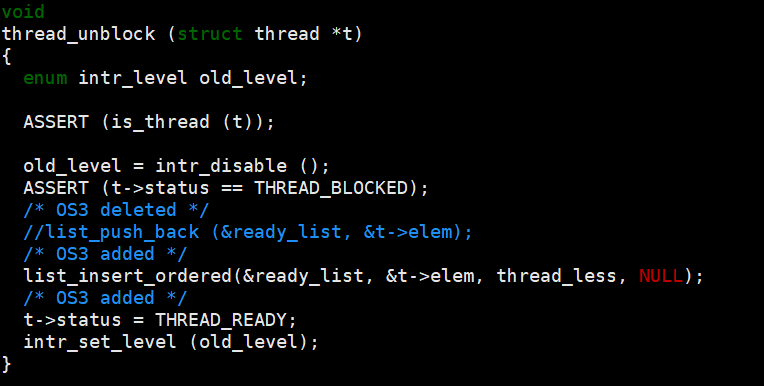 void
thread_unblock (struct thread *t)
{
  enum intr_level old_level;

  ASSERT (is_thread (t));

  old_level = intr_disable ();
  ASSERT (t->status == THREAD_BLOCKED);
  /* OS3 deleted */
  //list_push_back (&ready_list, &t->elem);
  /* OS3 added */
  list_insert_ordered(&ready_list, &t->elem, thread_less, NULL);
  /* OS3 added */
  t->status = THREAD_READY;
  intr_set_level (old_level);
}